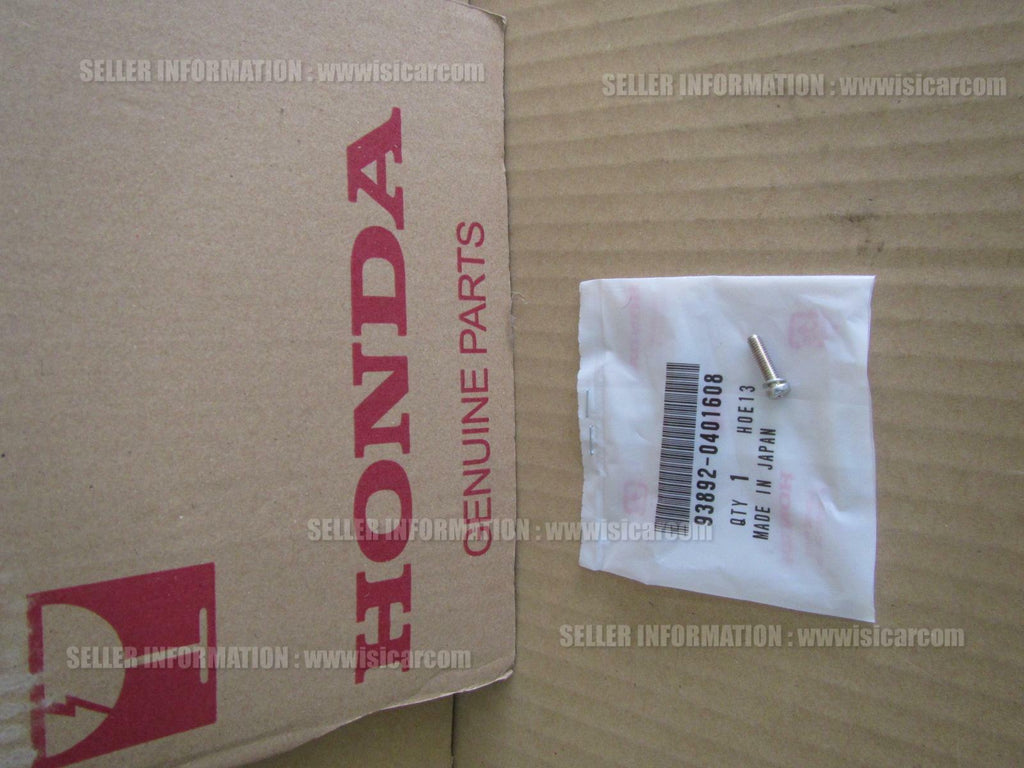 SELLER INFORMATION : wwwisicarcom
SELLER INFORMATION : wwwisicarcom
HONDA
GENUINE PARTS
93892-0401608
QTY 1 H0E13
MADE IN JAPAN
SELLER INFORMATION : wwwisicarcom
SELLER INFORMATION : wwwisicarcom
SELLER INFORMATION : wwwisicarcom